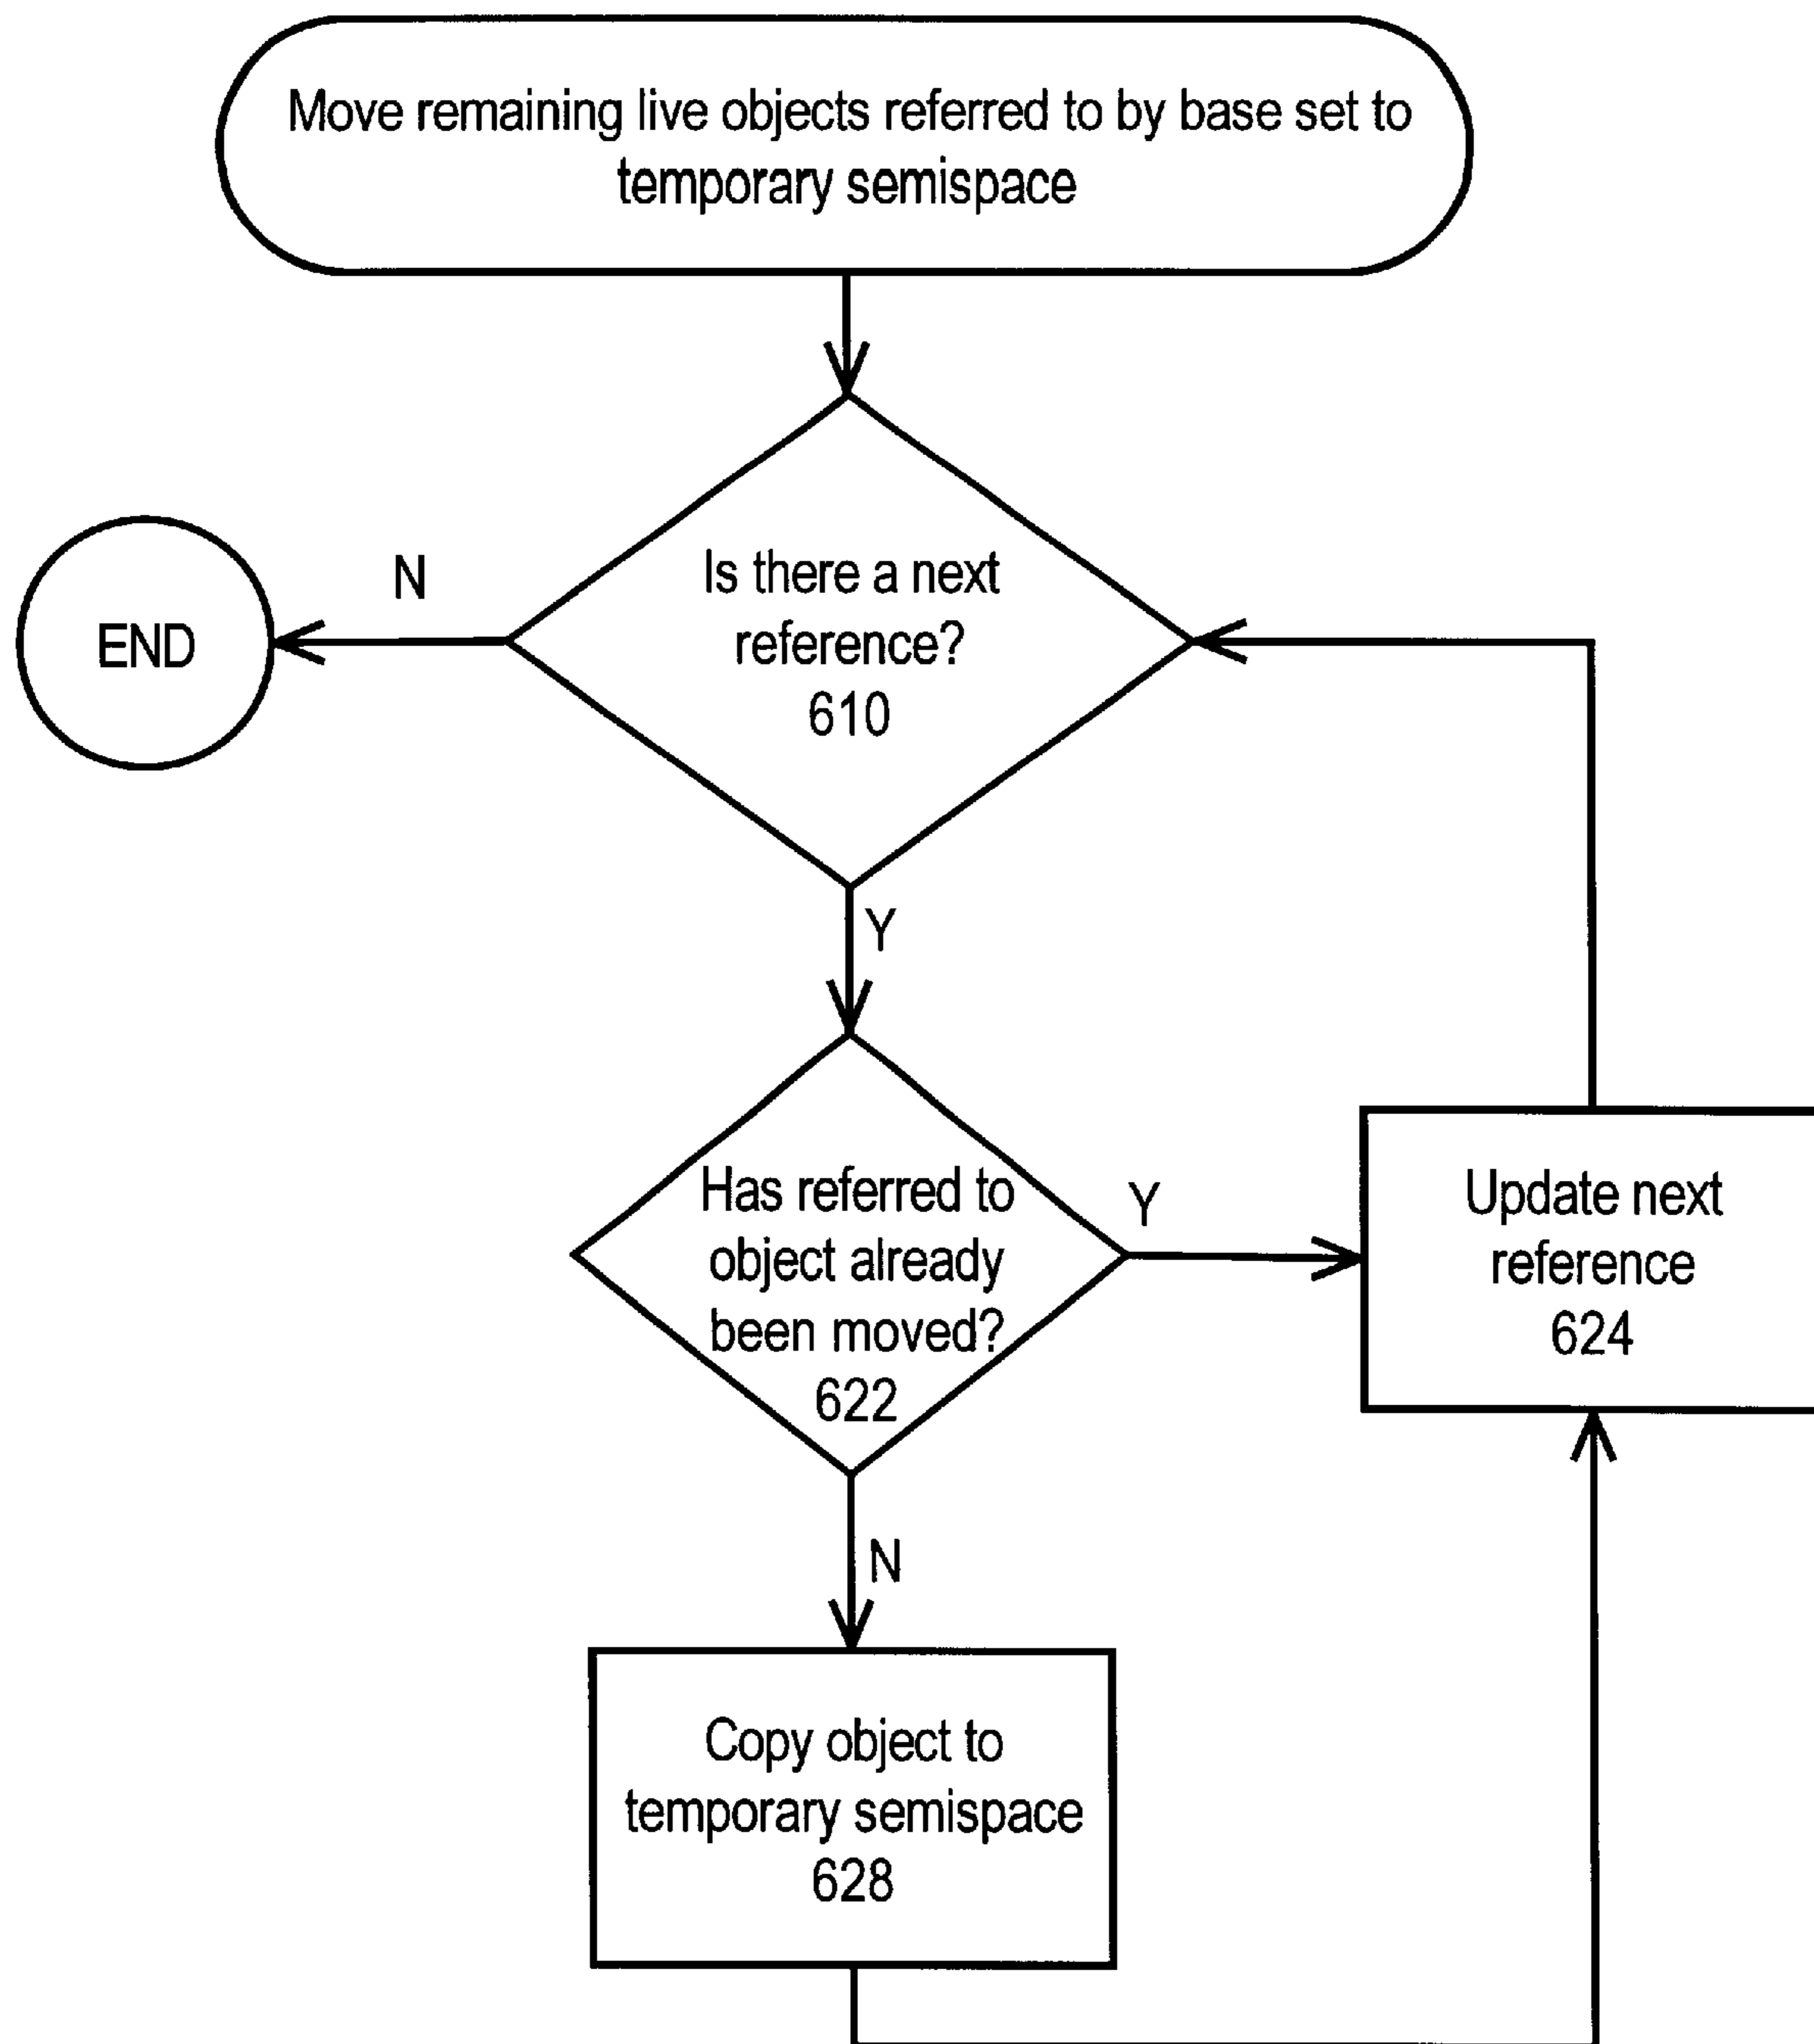 Move remaining live objects referred to by base set to
temporary semispace
N
END
Is there a next
reference?
610
Y
Has referred to
object already
been moved?
622
Y
Update next
reference
624
N
Copy object to
temporary semispace
628